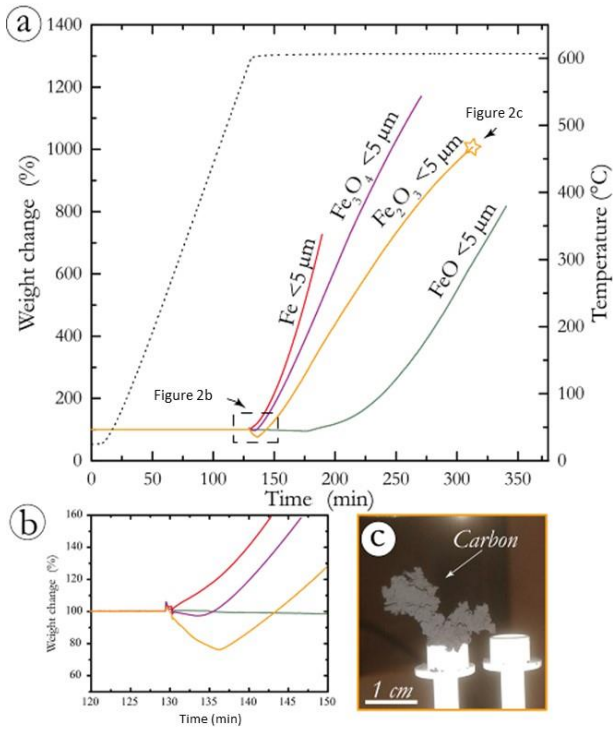 a
1400
1300
1200
1000
800
600
400
200
0
Weight change (%)
600
500
400
300
200
100
0
Temperature (°C)
Fe <5 µm
Fe3O4 <5 µm
Fe2O3 <5 µm
FeO <5 µm
Figure 2c
Figure 2b
0 50 100 150 200 250 300 350
Time (min)
b
160
140
120
100
80
60
Weight change (%)
120 125 130 135 140 145 150
Time (min)
c
Carbon
1 cm